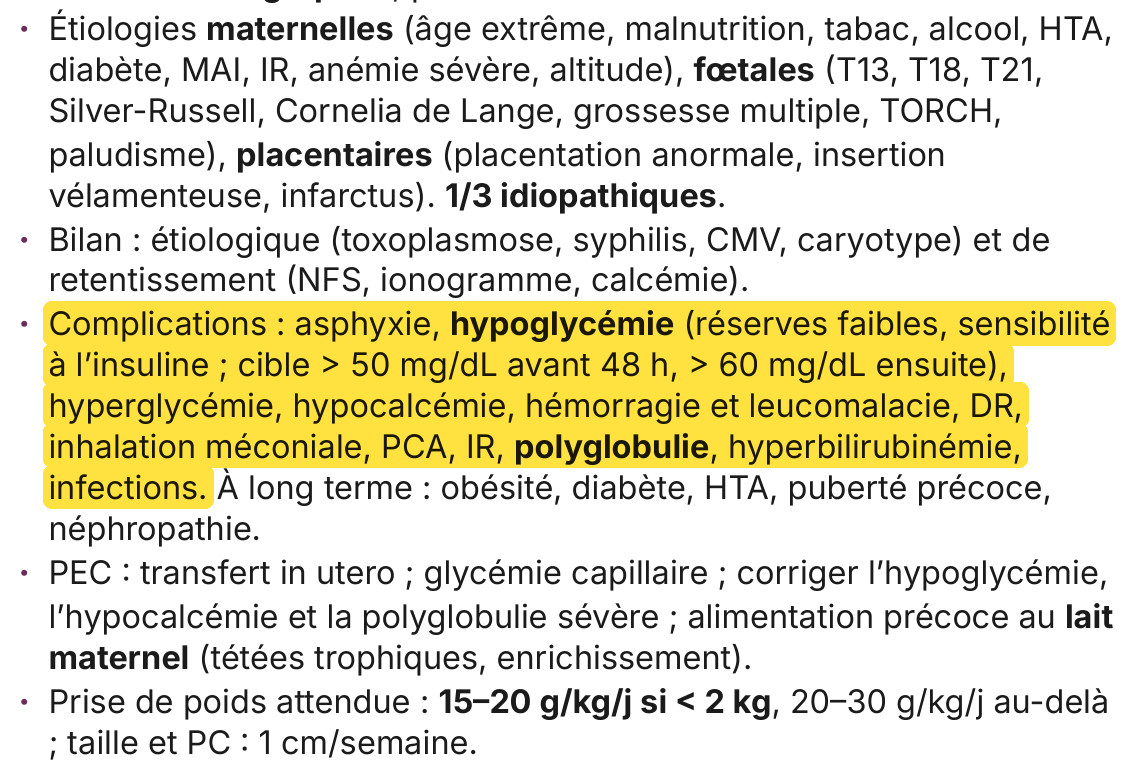 • Étiologies maternelles (âge extrême, malnutrition, tabac, alcool, HTA,
diabète, MAI, IR, anémie sévère, altitude), fœtales (T13, T18, T21,
Silver-Russell, Cornelia de Lange, grossesse multiple, TORCH,
paludisme), placentaires (placentation anormale, insertion
vélamenteuse, infarctus). 1/3 idiopathiques.
• Bilan : étiologique (toxoplasmose, syphilis, CMV, caryotype) et de
retentissement (NFS, ionogramme, calcémie).
• Complications : asphyxie, hypoglycémie (réserves faibles, sensibilité
à l’insuline ; cible > 50 mg/dL avant 48 h, > 60 mg/dL ensuite),
hyperglycémie, hypocalcémie, hémorragie et leucomalacie, DR,
inhalation méconiale, PCA, IR, polyglobulie, hyperbilirubinémie,
infections. À long terme : obésité, diabète, HTA, puberté précoce,
néphropathie.
• PEC : transfert in utero ; glycémie capillaire ; corriger l’hypoglycémie,
l’hypocalcémie et la polyglobulie sévère ; alimentation précoce au lait
maternel (tétées trophiques, enrichissement).
• Prise de poids attendue : 15–20 g/kg/j si < 2 kg, 20–30 g/kg/j au-delà
; taille et PC : 1 cm/semaine.